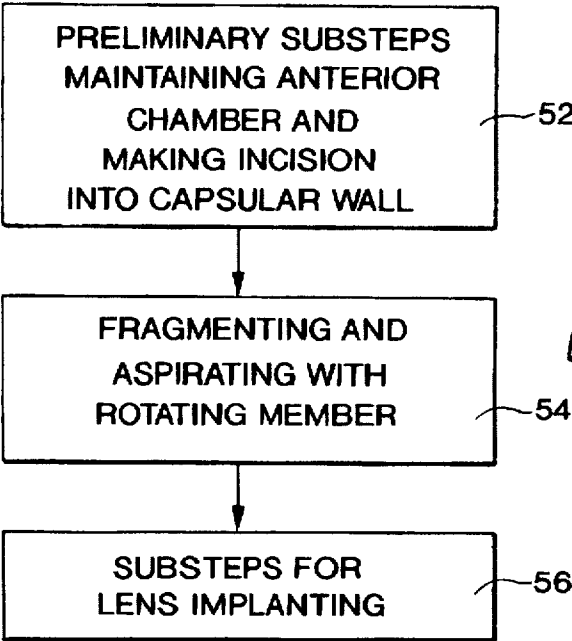 PRELIMINARY SUBSTEPS
MAINTAINING ANTERIOR
CHAMBER AND
MAKING INCISION
INTO CAPSULAR WALL
52
FRAGMENTING AND
ASPIRATING WITH
ROTATING MEMBER
54
SUBSTEPS FOR
LENS IMPLANTING
56